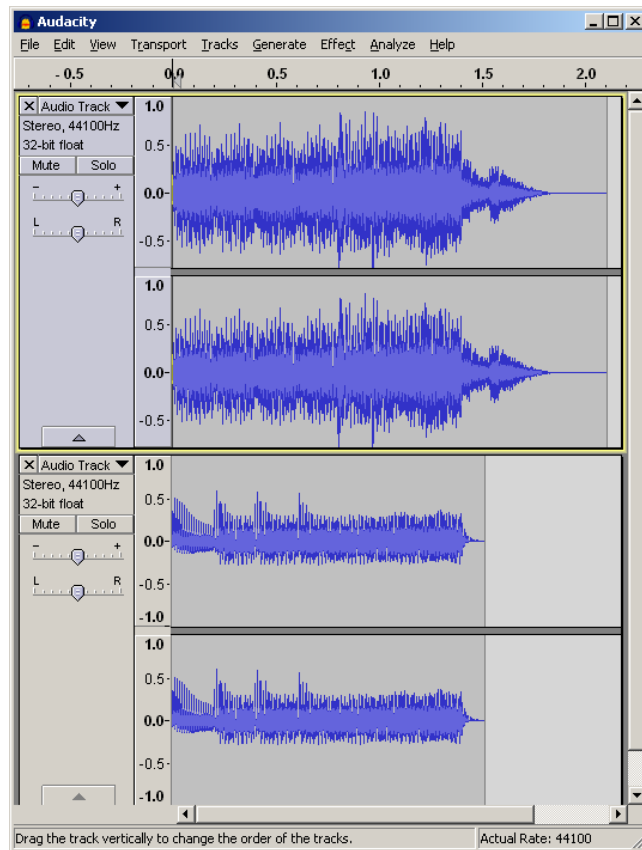 Audacity
File Edit View Transport Tracks Generate Effect Analyze Help
- 0.5 0.0 0.5 1.0 1.5 2.0
Audio Track
Stereo, 44100Hz
32-bit float
Mute Solo
- +
L R
1.0
0.5-
0.0-
-0.5-
1.0
0.5-
0.0-
-0.5-
Audio Track
Stereo, 44100Hz
32-bit float
Mute Solo
- +
L R
1.0
0.5-
0.0-
-0.5-
-1.0
1.0
0.5-
0.0-
-0.5-
-1.0
Drag the track vertically to change the order of the tracks. Actual Rate: 44100